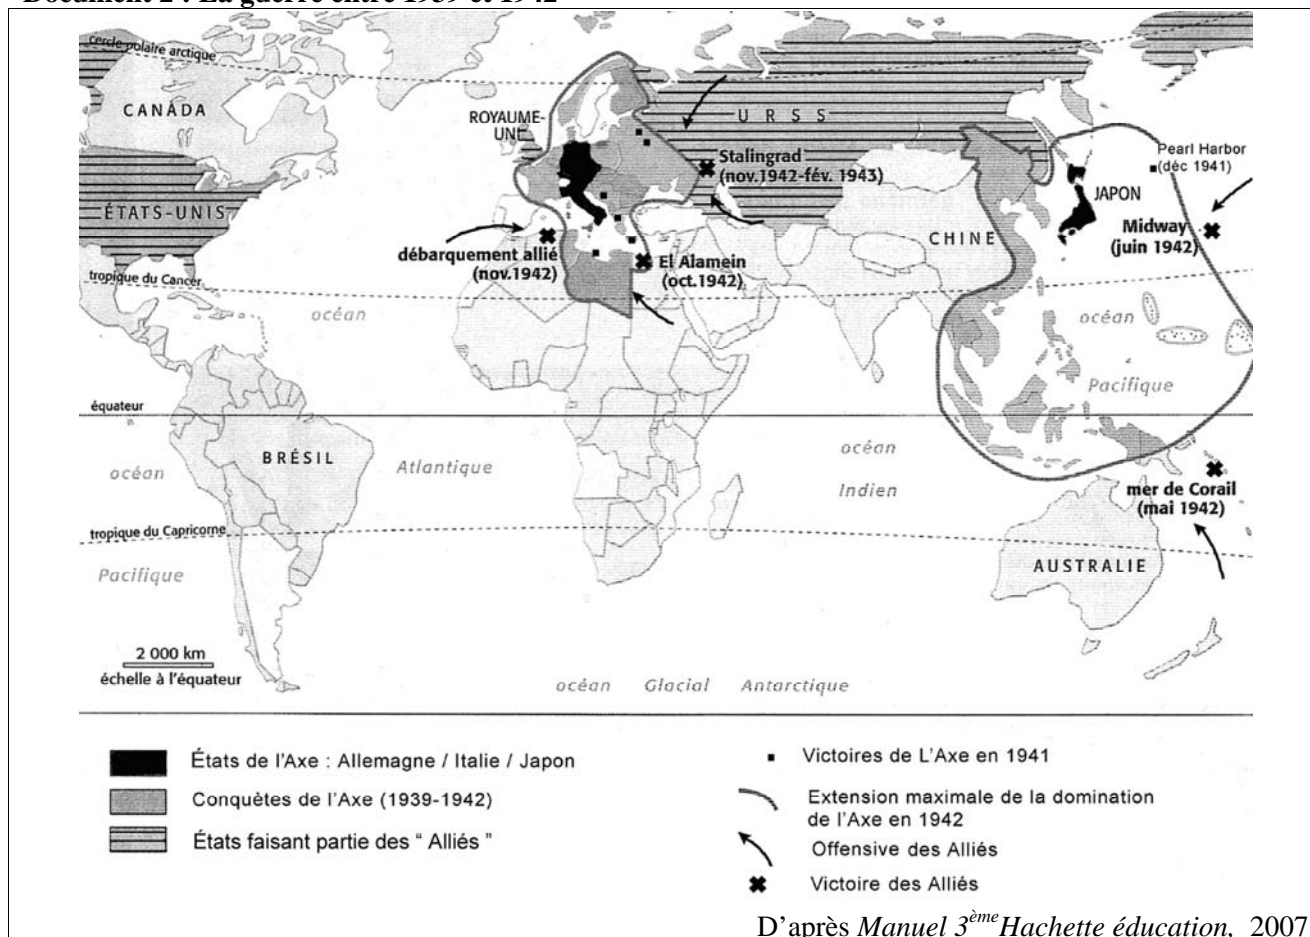 Document 2 : La guerre entre 1939 et 1942
cercle polaire arctique
CANADA
ROYAUME-
UNI
U R S S
Stalingrad
(nov.1942-fév. 1943)
Pearl Harbor
(déc 1941)
JAPON
ÉTATS-UNIS
CHINE
Midway
(juin 1942)
débarquement allié
(nov.1942)
El Alamein
(oct.1942)
tropique du Cancer
océan
océan
Pacifique
équateur
océan
BRÉSIL
Atlantique
océan
Indien
mer de Corail
(mai 1942)
tropique du Capricorne
Pacifique
AUSTRALIE
2 000 km
échelle à l'équateur
océan Glacial Antarctique
États de l'Axe : Allemagne / Italie / Japon
Conquêtes de l'Axe (1939-1942)
États faisant partie des “ Alliés ”
Victoires de L'Axe en 1941
Extension maximale de la domination
de l'Axe en 1942
Offensive des Alliés
Victoire des Alliés
D'après Manuel 3ème Hachette éducation, 2007